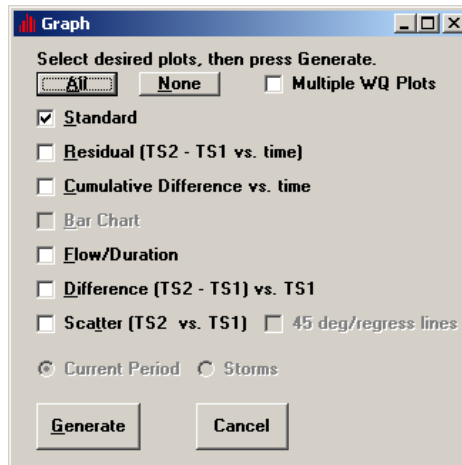 Graph
Select desired plots, then press Generate.
All None Multiple WQ Plots
Standard
Residual (TS2 - TS1 vs. time)
Cumulative Difference vs. time
Bar Chart
Flow/Duration
Difference (TS2 - TS1) vs. TS1
Scatter (TS2 vs. TS1) 45 deg/regress lines
Current Period Storms
Generate Cancel